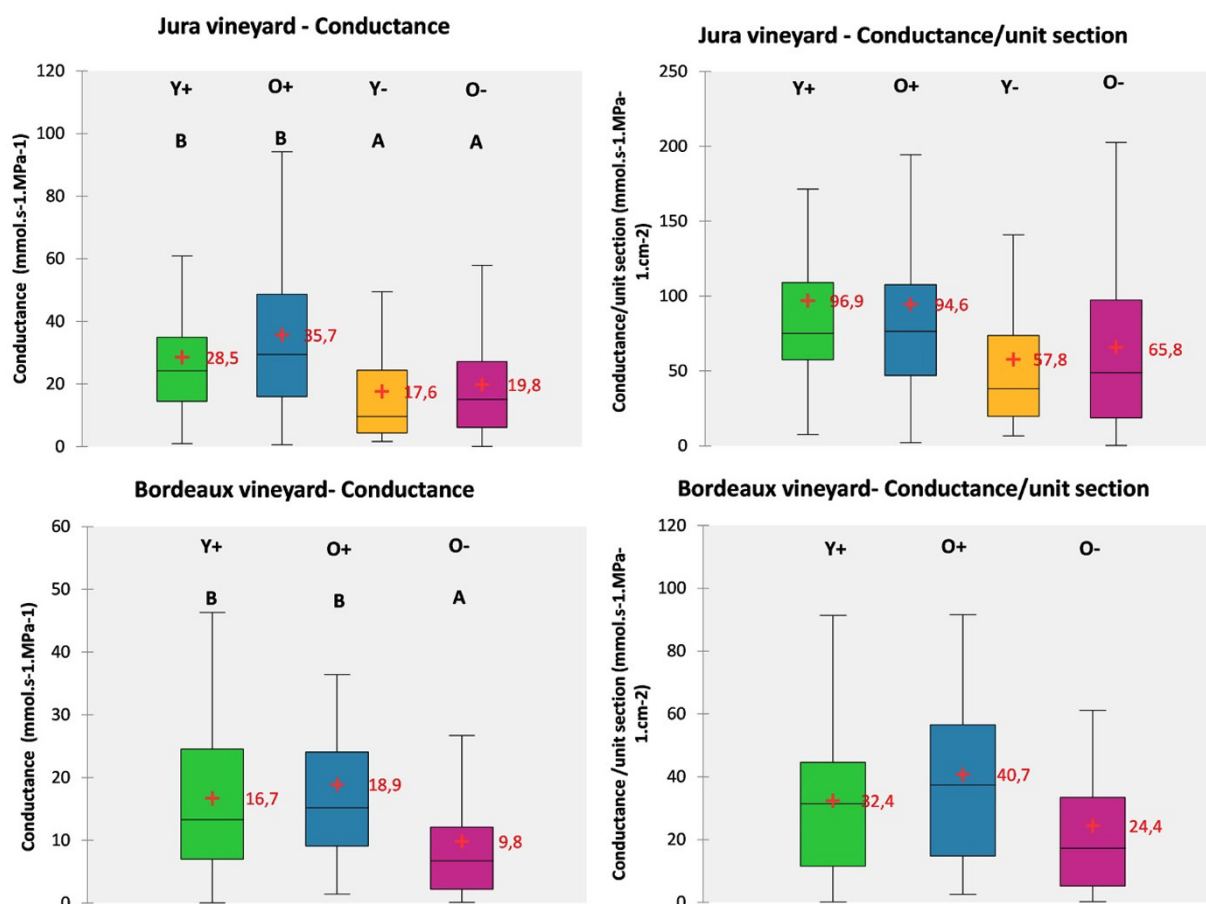 Jura vineyard - Conductance
Conductance (mmol.s-1.MPa-1)
120
100
80
60
40
20
0
Y+ O+ Y- O-
B B A A
28,5
35,7
17,6
19,8
Jura vineyard - Conductance/unit section
Conductance/unit section (mmol.s-1.MPa-
1.cm-2)
250
200
150
100
50
0
Y+ O+ Y- O-
96,9
94,6
57,8
65,8
Bordeaux vineyard- Conductance
Conductance (mmol.s-1.MPa-1)
60
50
40
30
20
10
0
Y+ O+ O-
B B A
16,7
18,9
9,8
Bordeaux vineyard- Conductance/unit section
Conductance /unit section (mmol.s-1.MPa-
1.cm-2)
120
100
80
60
40
20
0
Y+ O+ O-
32,4
40,7
24,4